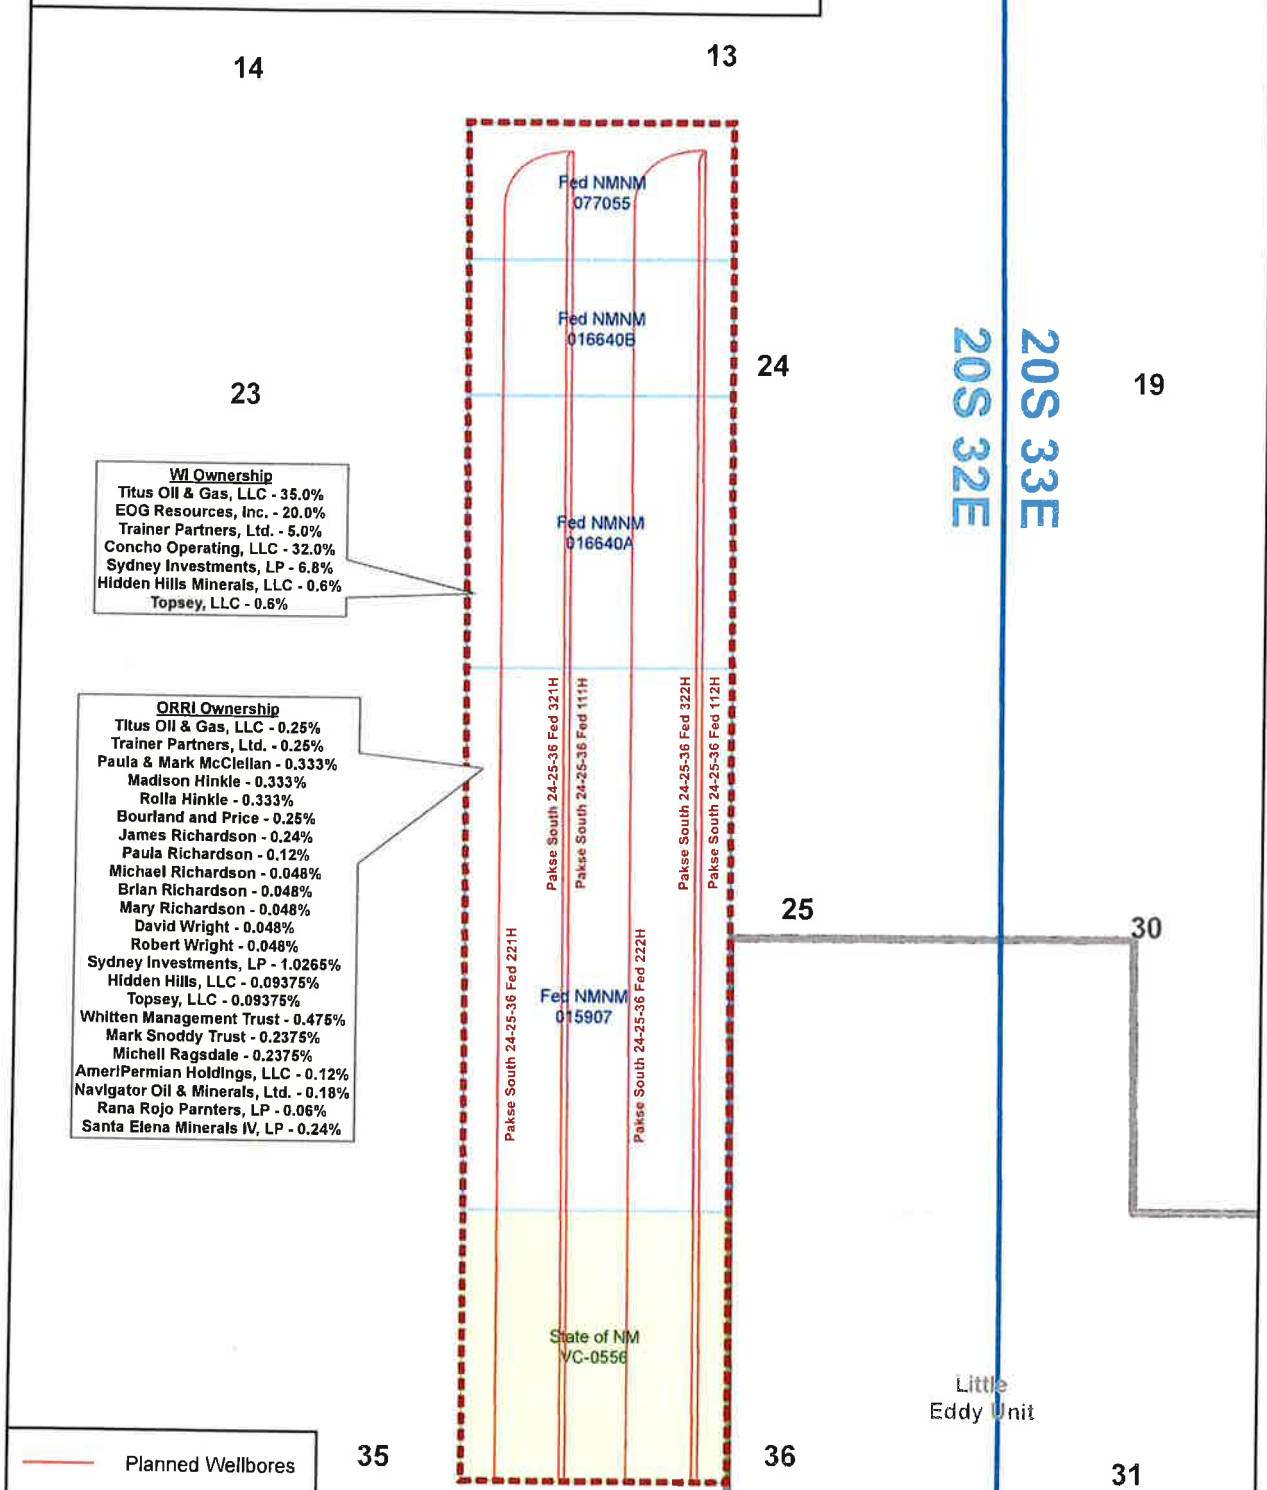 14
13
Fed NMNM
077055
Fed NMNM
016640B
24
23
19
20S 33E
20S 32E
WI Ownership
Titus Oil & Gas, LLC - 35.0%
EOG Resources, Inc. - 20.0%
Trainer Partners, Ltd. - 5.0%
Concho Operating, LLC - 32.0%
Sydney Investments, LP - 6.8%
Hidden Hills Minerals, LLC - 0.6%
Topsey, LLC - 0.6%
Fed NMNM
016640A
ORRI Ownership
Titus Oil & Gas, LLC - 0.25%
Trainer Partners, Ltd. - 0.25%
Paula & Mark McClellan - 0.333%
Madison Hinkle - 0.333%
Rolla Hinkle - 0.333%
Bourland and Price - 0.25%
James Richardson - 0.24%
Paula Richardson - 0.12%
Michael Richardson - 0.048%
Brian Richardson - 0.048%
Mary Richardson - 0.048%
David Wright - 0.048%
Robert Wright - 0.048%
Sydney Investments, LP - 1.0265%
Hidden Hills, LLC - 0.09375%
Topsey, LLC - 0.09375%
Whitten Management Trust - 0.475%
Mark Snoddy Trust - 0.2375%
Michell Ragsdale - 0.2375%
AmeriPermian Holdings, LLC - 0.12%
Navigator Oil & Minerals, Ltd. - 0.18%
Rana Rojo Parnters, LP - 0.06%
Santa Elena Minerals IV, LP - 0.24%
Pakse South 24-25-36 Fed 321H
Pakse South 24-25-36 Fed 111H
Pakse South 24-25-36 Fed 322H
Pakse South 24-25-36 Fed 112H
25
30
Pakse South 24-25-36 Fed 221H
Pakse South 24-25-36 Fed 222H
Fed NMNM
015907
State of NM
VC-0556
Little
Eddy Unit
35
36
31
Planned Wellbores